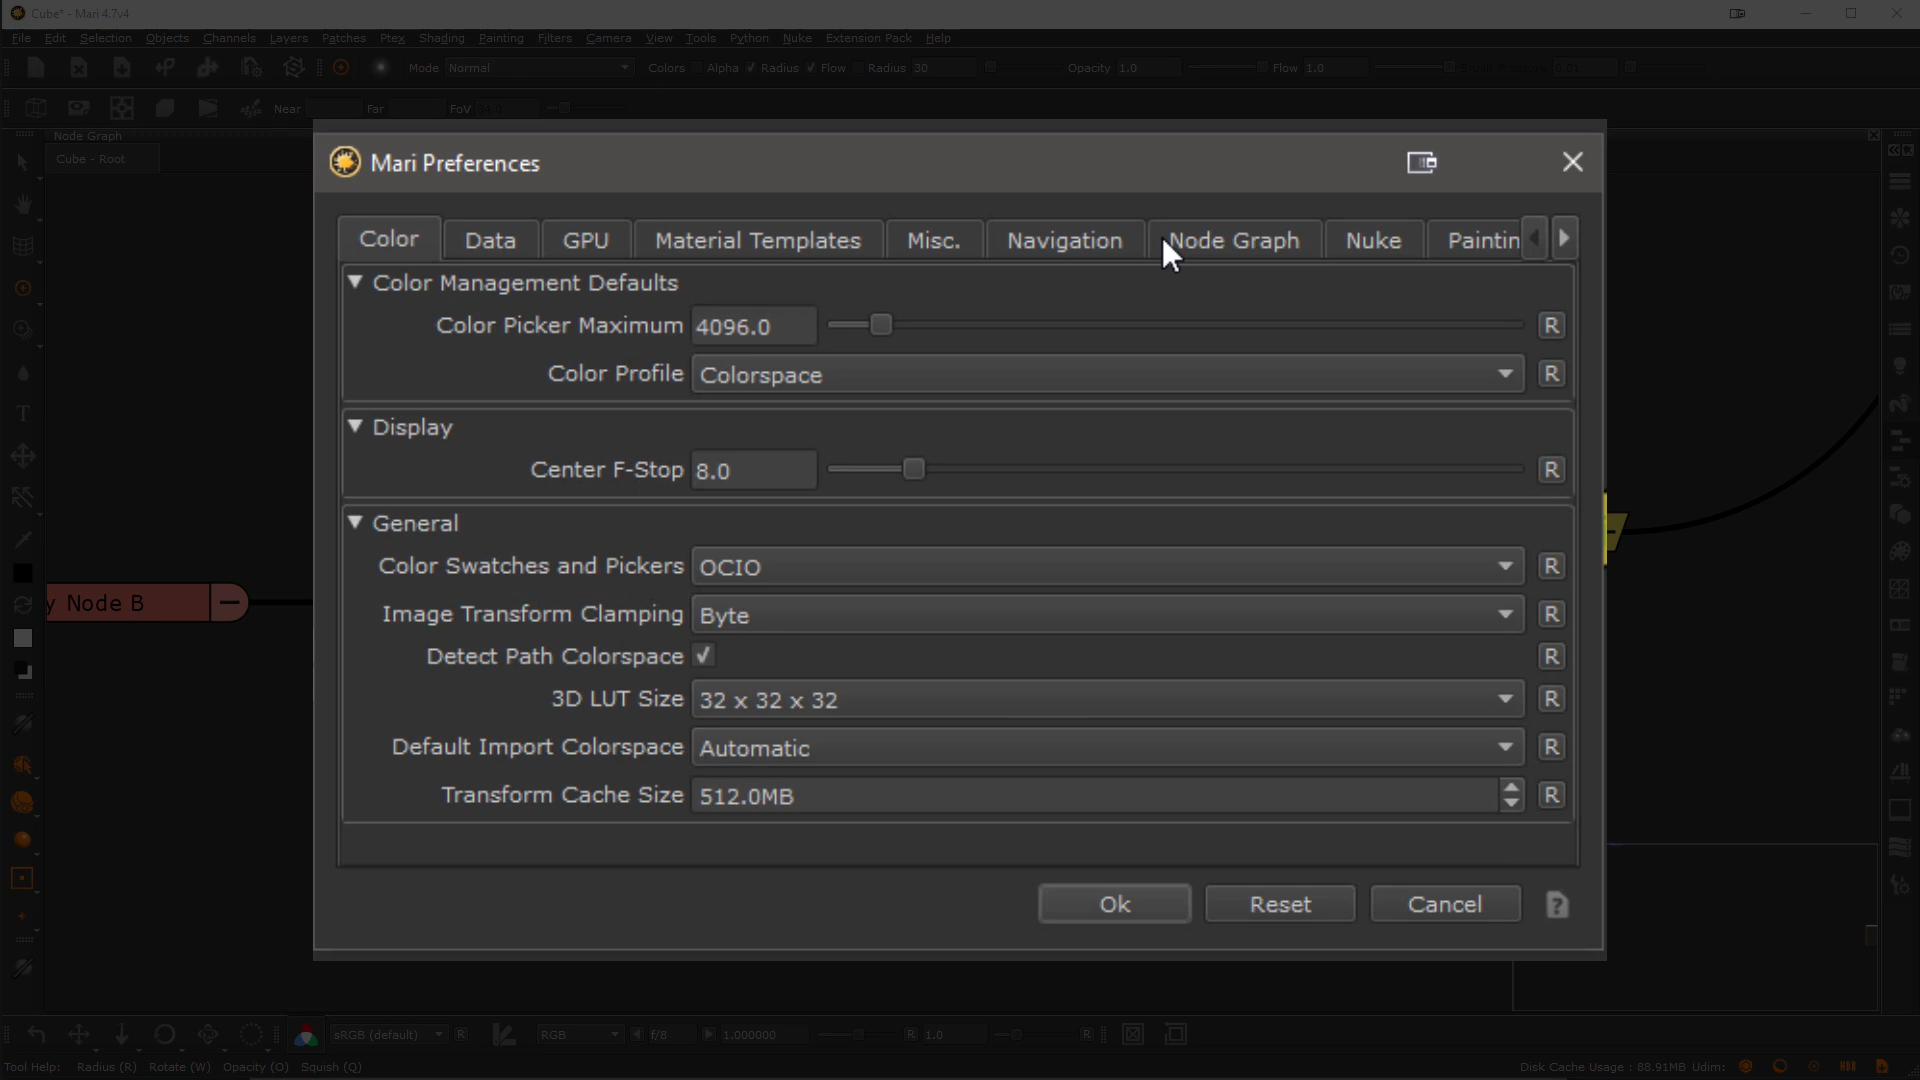 Cube* - Mari 4.7v4
File Edit Selection Objects Channels Layers Patches Ptex Shading Painting Filters Camera View Tools Python Nuke Extension Pack Help
Mode Normal Colors Alpha Radius Flow Radius 30 Opacity 1.0 Flow 1.0
Near Far FoV
Node Graph
Cube - Root
Mari Preferences
Color Data GPU Material Templates Misc. Navigation Node Graph Nuke Paintin
Color Management Defaults
Color Picker Maximum 4096.0 R
Color Profile Colorspace R
Display
Center F-Stop 8.0 R
General
Color Swatches and Pickers OCIO R
Image Transform Clamping Byte R
y Node B
Detect Path Colorspace R
3D LUT Size 32 x 32 x 32 R
Default Import Colorspace Automatic R
Transform Cache Size 512.0MB R
Ok Reset Cancel ?
sRGB (default) R RGB f/8 1.000000 R 1.0 R
Tool Help: Radius (R) Rotate (W) Opacity (O) Squish (Q) Disk Cache Usage : 88.91MB Udim: